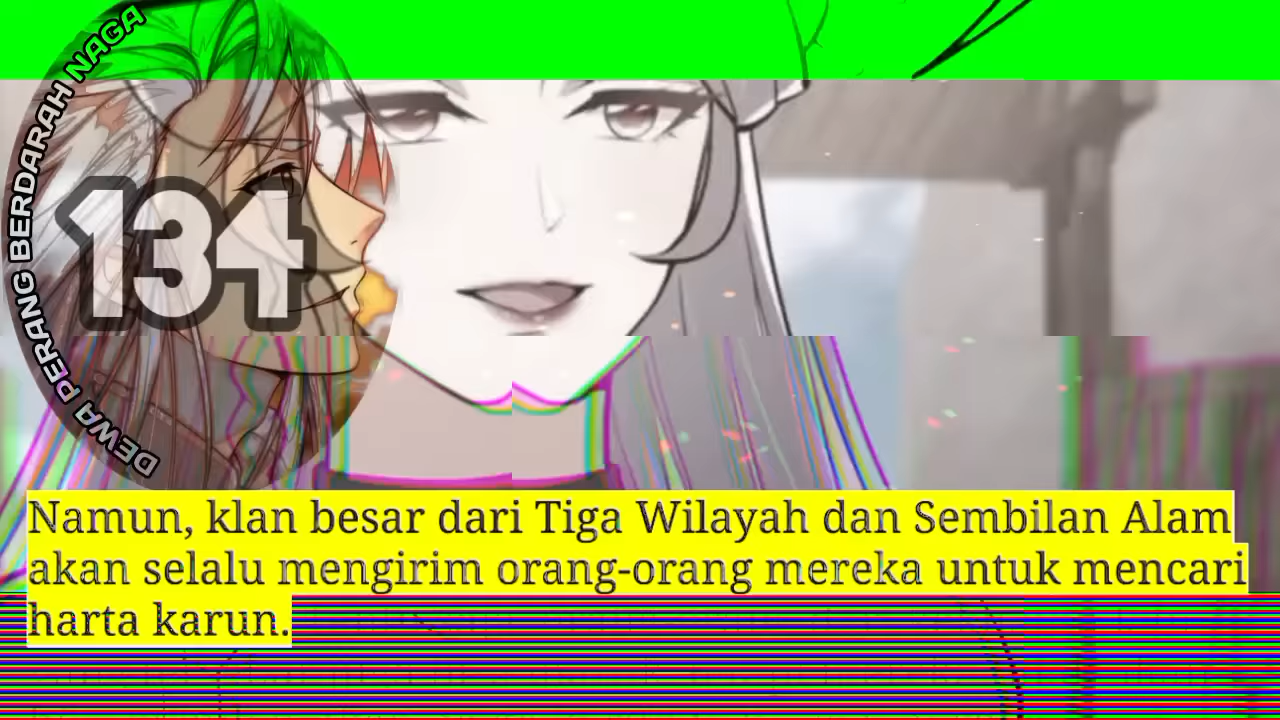 DEWA PERANG BERDARAH NAGA
134
Namun, klan besar dari Tiga Wilayah dan Sembilan Alam
akan selalu mengirim orang-orang mereka untuk mencari
harta karun.